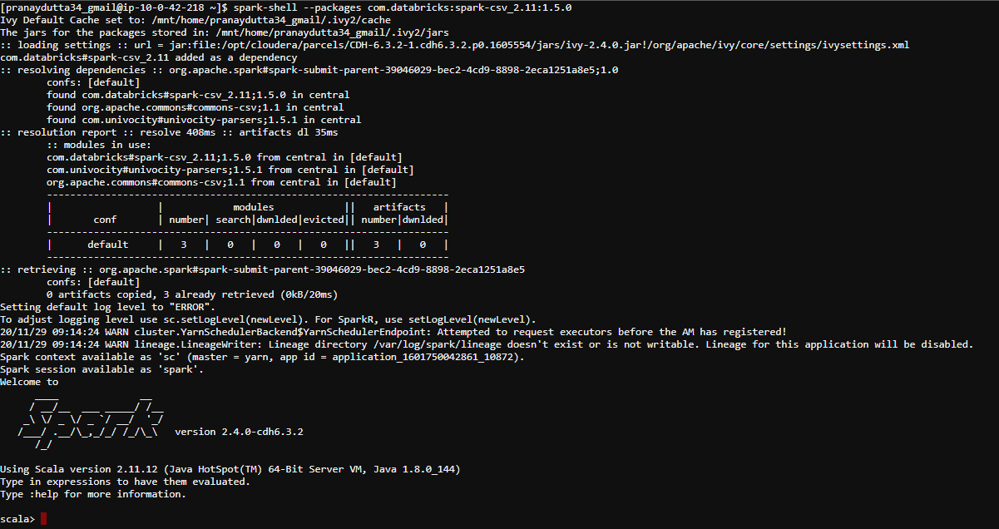 [pranaydutta34_gmail@ip-10-0-42-218 ~]$ spark-shell --packages com.databricks:spark-csv_2.11:1.5.0
Ivy Default Cache set to: /mnt/home/pranaydutta34_gmail/.ivy2/cache
The jars for the packages stored in: /mnt/home/pranaydutta34_gmail/.ivy2/jars
:: loading settings :: url = jar:file:/opt/cloudera/parcels/CDH-6.3.2-1.cdh6.3.2.p0.1605554/jars/ivy-2.4.0.jar!/org/apache/ivy/core/settings/ivysettings.xml
com.databricks#spark-csv_2.11 added as a dependency
:: resolving dependencies :: org.apache.spark#spark-submit-parent-39046029-bec2-4cd9-8898-2eca1251a8e5;1.0
        confs: [default]
        found com.databricks#spark-csv_2.11;1.5.0 in central
        found org.apache.commons#commons-csv;1.1 in central
        found com.univocity#univocity-parsers;1.5.1 in central
:: resolution report :: resolve 408ms :: artifacts dl 35ms
        :: modules in use:
        com.databricks#spark-csv_2.11;1.5.0 from central in [default]
        com.univocity#univocity-parsers;1.5.1 from central in [default]
        org.apache.commons#commons-csv;1.1 from central in [default]
        ---------------------------------------------------------------------
        |                  |            modules            ||   artifacts   |
        |       conf       | number| search|dwnlded|evicted|| number|dwnlded|
        ---------------------------------------------------------------------
        |      default     |   3   |   0   |   0   |   0   ||   3   |   0   |
        ---------------------------------------------------------------------
:: retrieving :: org.apache.spark#spark-submit-parent-39046029-bec2-4cd9-8898-2eca1251a8e5
        confs: [default]
        0 artifacts copied, 3 already retrieved (0kB/20ms)
Setting default log level to "ERROR".
To adjust logging level use sc.setLogLevel(newLevel). For SparkR, use setLogLevel(newLevel).
20/11/29 09:14:24 WARN cluster.YarnSchedulerBackend$YarnSchedulerEndpoint: Attempted to request executors before the AM has registered!
20/11/29 09:14:24 WARN lineage.LineageWriter: Lineage directory /var/log/spark/lineage doesn't exist or is not writable. Lineage for this application will be disabled.
Spark context available as 'sc' (master = yarn, app id = application_1601750042861_10872).
Spark session available as 'spark'.
Welcome to
      ____              __
     / __/__  ___ _____/ /__
    _\ \/ _ \/ _ `/ __/  '_/
   /___/ .__/\_,_/_/ /_/\_\   version 2.4.0-cdh6.3.2
      /_/
Using Scala version 2.11.12 (Java HotSpot(TM) 64-Bit Server VM, Java 1.8.0_144)
Type in expressions to have them evaluated.
Type :help for more information.
scala>